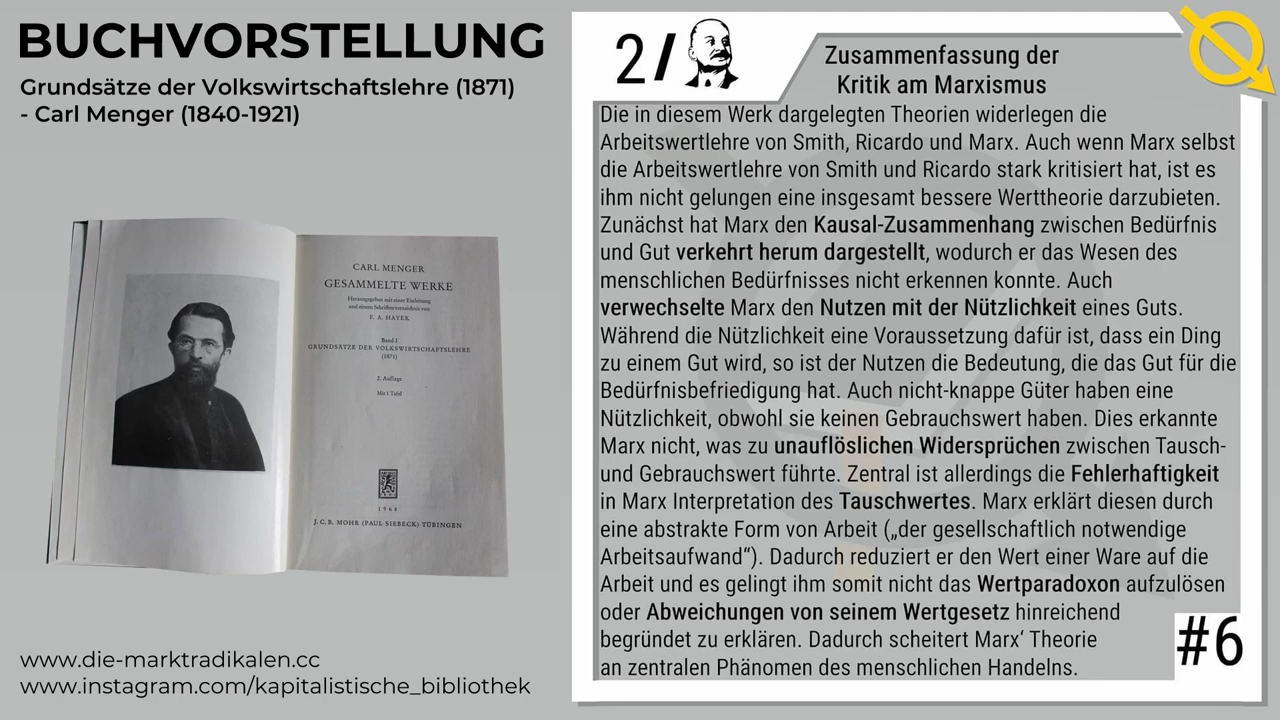 BUCHVORSTELLUNG
Grundsätze der Volkswirtschaftslehre (1871)
- Carl Menger (1840-1921)
CARL MENGER
GESAMMELTE WERKE
Herausgegeben mit einer Einleitung
und einem Schriftenverzeichnis von
F. A. HAYEK
Band I
GRUNDSÄTZE DER VOLKSWIRTSCHAFTSLEHRE
(1871)
2. Auflage
Mit 1 Tafel
1968
J. C. B. MOHR (PAUL SIEBECK) TÜBINGEN
www.die-marktradikalen.cc
www.instagram.com/kapitalistische_bibliothek
2/
Zusammenfassung der
Kritik am Marxismus
Die in diesem Werk dargelegten Theorien widerlegen die
Arbeitswertlehre von Smith, Ricardo und Marx. Auch wenn Marx selbst
die Arbeitswertlehre von Smith und Ricardo stark kritisiert hat, ist es
ihm nicht gelungen eine insgesamt bessere Werttheorie darzubieten.
Zunächst hat Marx den Kausal-Zusammenhang zwischen Bedürfnis
und Gut verkehrt herum dargestellt, wodurch er das Wesen des
menschlichen Bedürfnisses nicht erkennen konnte. Auch
verwechselte Marx den Nutzen mit der Nützlichkeit eines Guts.
Während die Nützlichkeit eine Voraussetzung dafür ist, dass ein Ding
zu einem Gut wird, so ist der Nutzen die Bedeutung, die das Gut für die
Bedürfnisbefriedigung hat. Auch nicht-knappe Güter haben eine
Nützlichkeit, obwohl sie keinen Gebrauchswert haben. Dies erkannte
Marx nicht, was zu unauflöslichen Widersprüchen zwischen Tausch-
und Gebrauchswert führte. Zentral ist allerdings die Fehlerhaftigkeit
in Marx Interpretation des Tauschwertes. Marx erklärt diesen durch
eine abstrakte Form von Arbeit („der gesellschaftlich notwendige
Arbeitsaufwand“). Dadurch reduziert er den Wert einer Ware auf die
Arbeit und es gelingt ihm somit nicht das Wertparadoxon aufzulösen
oder Abweichungen von seinem Wertgesetz hinreichend
begründet zu erklären. Dadurch scheitert Marx‘ Theorie
an zentralen Phänomen des menschlichen Handelns.
#6